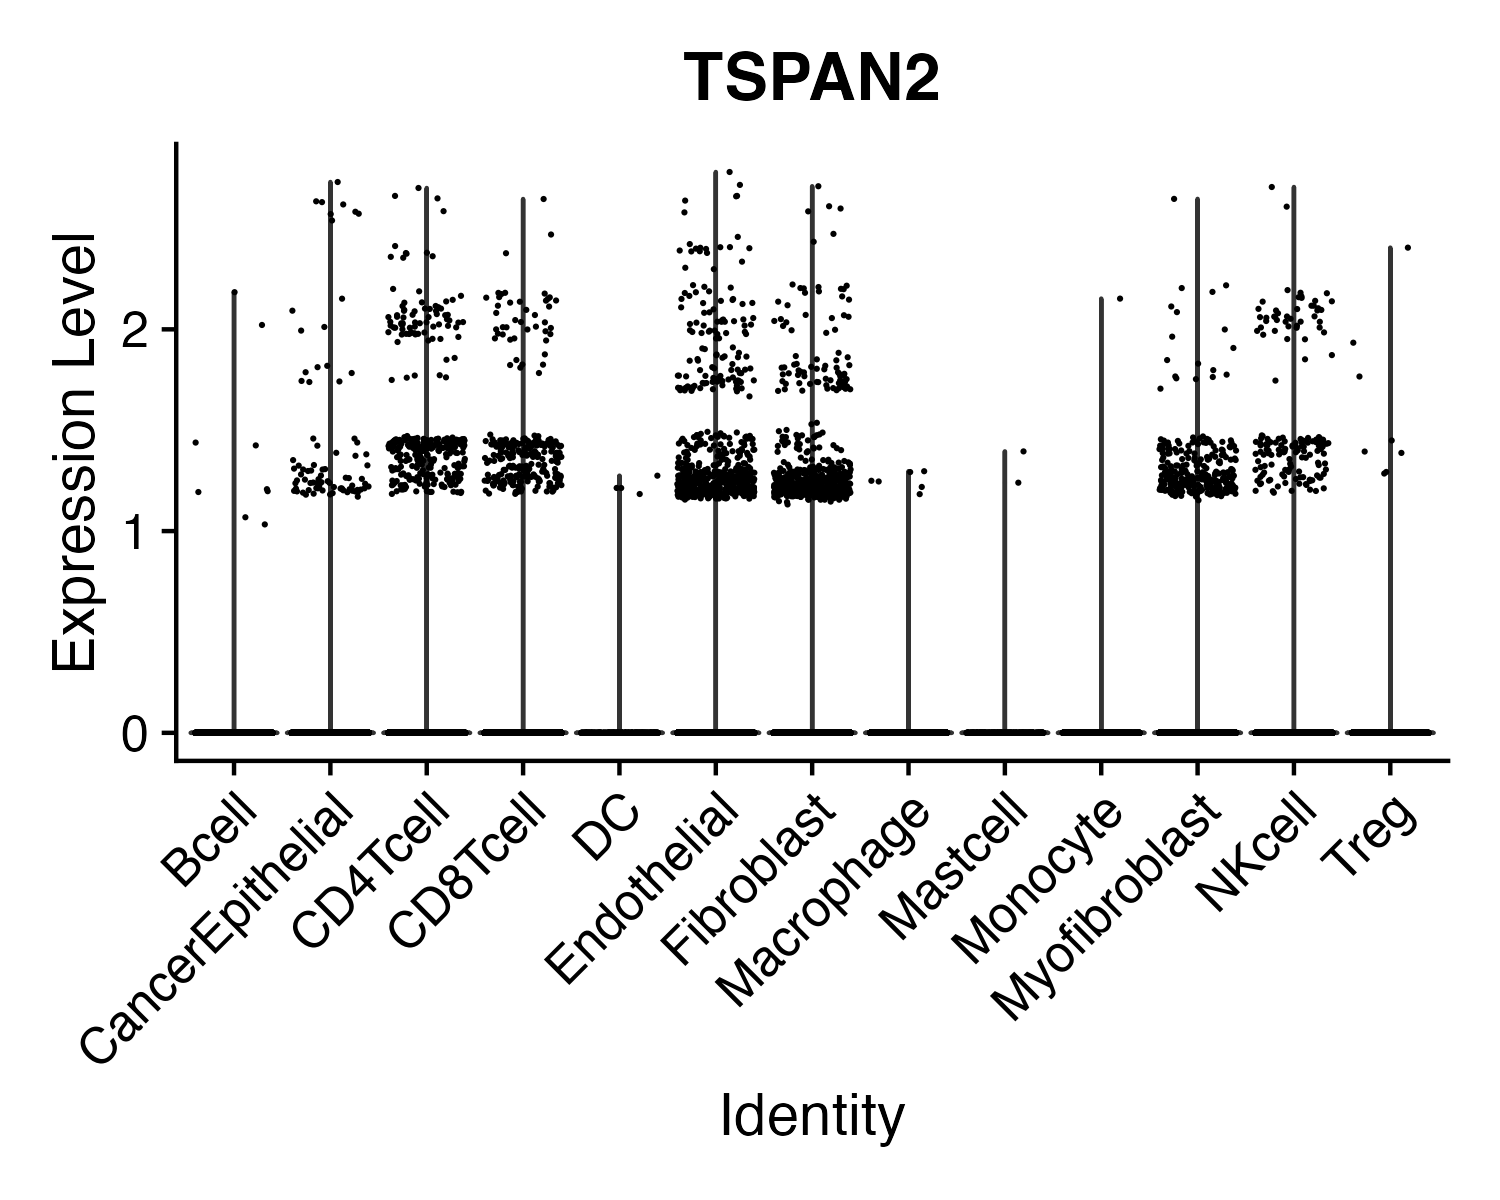 TSPAN2
Expression Level
2
1
0
Bcell
CancerEpithelial
CD4Tcell
CD8Tcell
DC
Endothelial
Fibroblast
Macrophage
Mastcell
Monocyte
Myofibroblast
NKcell
Treg
Identity